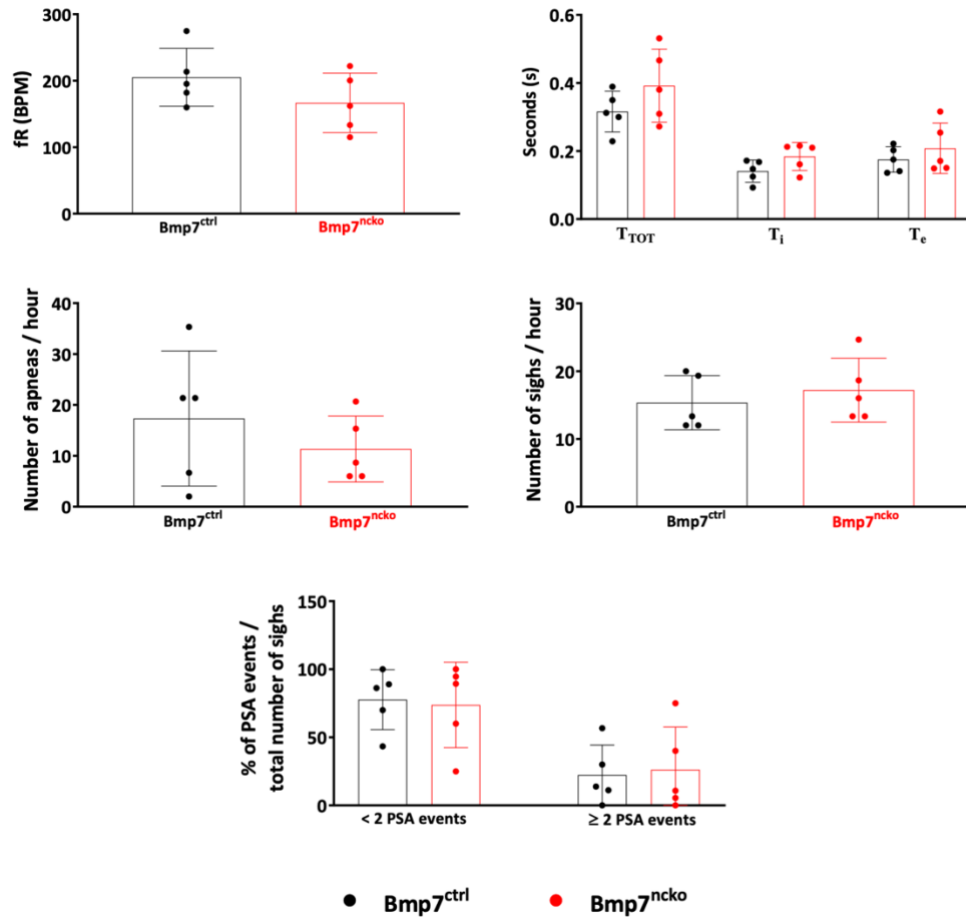 fR (BPM)
300
200
100
0
Bmp7ctrl
Bmp7ncko
Seconds (s)
0.6
0.4
0.2
0.0
TTOT
Ti
Te
Number of apneas / hour
40
30
20
10
0
Bmp7ctrl
Bmp7ncko
Number of sighs / hour
30
20
10
0
Bmp7ctrl
Bmp7ncko
% of PSA events /
total number of sighs
150
100
50
0
< 2 PSA events
≥ 2 PSA events
Bmp7ctrl
Bmp7ncko